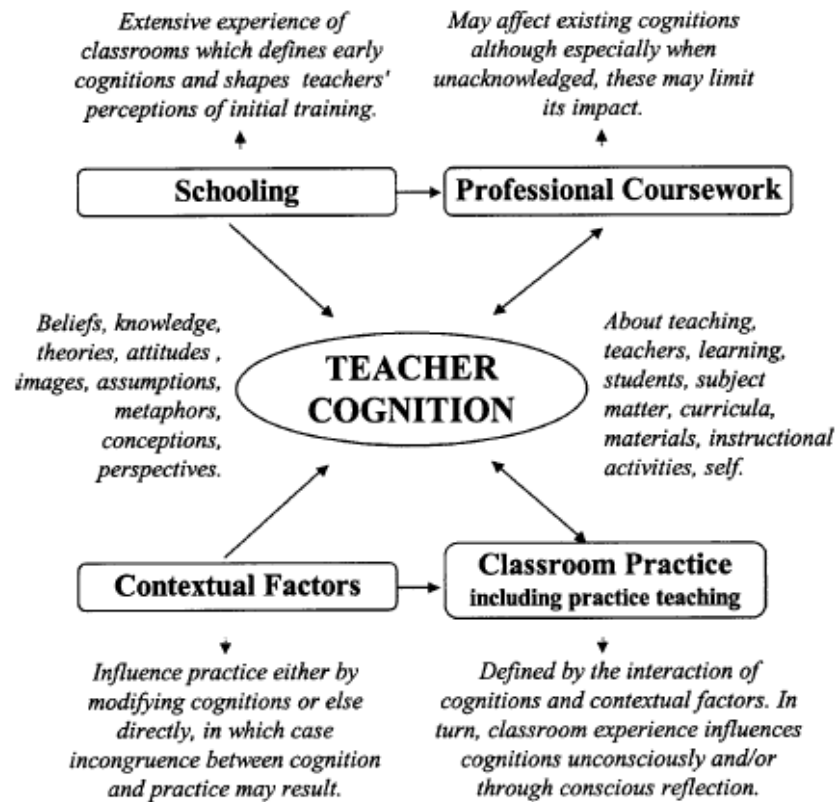 Extensive experience of
classrooms which defines early
cognitions and shapes teachers'
perceptions of initial training.
May affect existing cognitions
although especially when
unacknowledged, these may limit
its impact.
Schooling
Professional Coursework
Beliefs, knowledge,
theories, attitudes ,
images, assumptions,
metaphors,
conceptions,
perspectives.
TEACHER
COGNITION
About teaching,
teachers, learning,
students, subject
matter, curricula,
materials, instructional
activities, self.
Contextual Factors
Classroom Practice
including practice teaching
Influence practice either by
modifying cognitions or else
directly, in which case
incongruence between cognition
and practice may result.
Defined by the interaction of
cognitions and contextual factors. In
turn, classroom experience influences
cognitions unconsciously and/or
through conscious reflection.